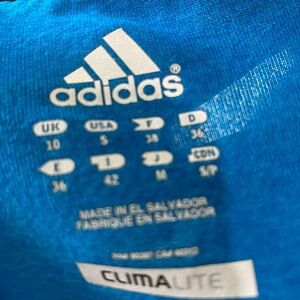 adidas®
UK USA F D
10 S 38 36
E I J CDN
36 42 M S/P
MADE IN EL SALVADOR
FABRIQUE EN SALVADOR
CLIMALITE